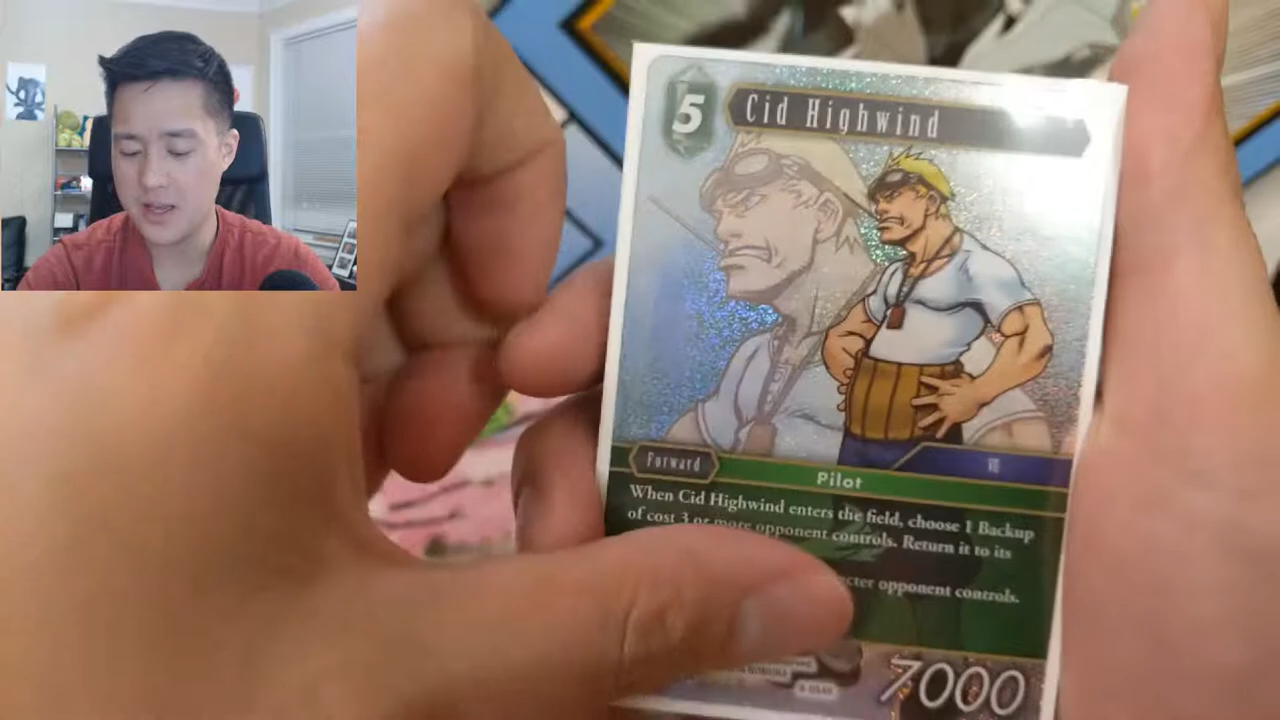 5
Cid Highwind
Forward
Pilot
VII
When Cid Highwind enters the field, choose 1 Backup
of cost 3 or more opponent controls. Return it to its
opponent controls.
7000